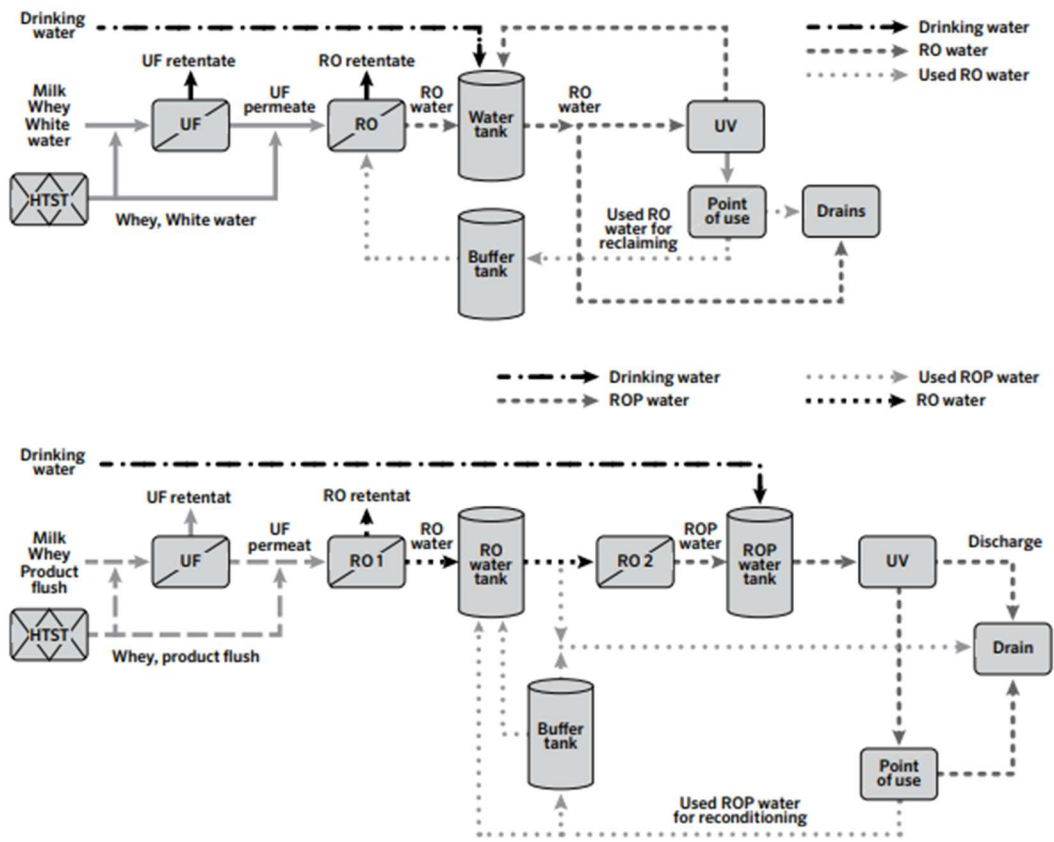 Drinking
water
Drinking water
RO water
Used RO water
UF retentate
RO retentate
Milk
Whey
White
water
UF
UF
permeate
RO
RO
water
Water
tank
RO
water
UV
HTST
Whey, White water
Point
of use
Drains
Used RO
water for
reclaiming
Buffer
tank
Drinking water
ROP water
Used ROP water
RO water
Drinking
water
UF retentat
RO retentat
Milk
Whey
Product
flush
UF
UF
permeat
RO 1
RO
water
RO
water
tank
RO 2
ROP
water
ROP
water
tank
UV
Discharge
HTST
Whey, product flush
Drain
Buffer
tank
Point
of use
Used ROP water
for reconditioning